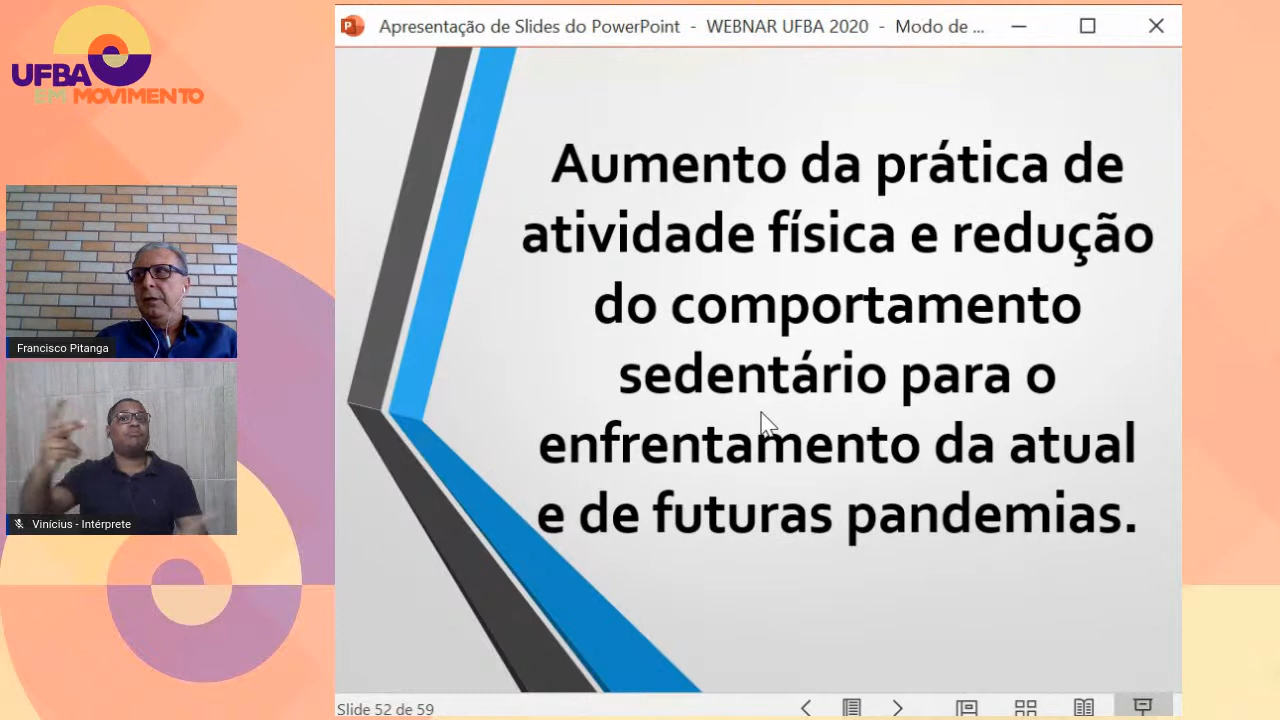 Apresentação de Slides do PowerPoint - WEBNAR UFBA 2020 - Modo de ...
UFBA
EM MOVIMENTO
Aumento da prática de
atividade física e redução
do comportamento
sedentário para o
enfrentamento da atual
e de futuras pandemias.
Francisco Pitanga
Vinícius - Intérprete
Slide 52 de 59